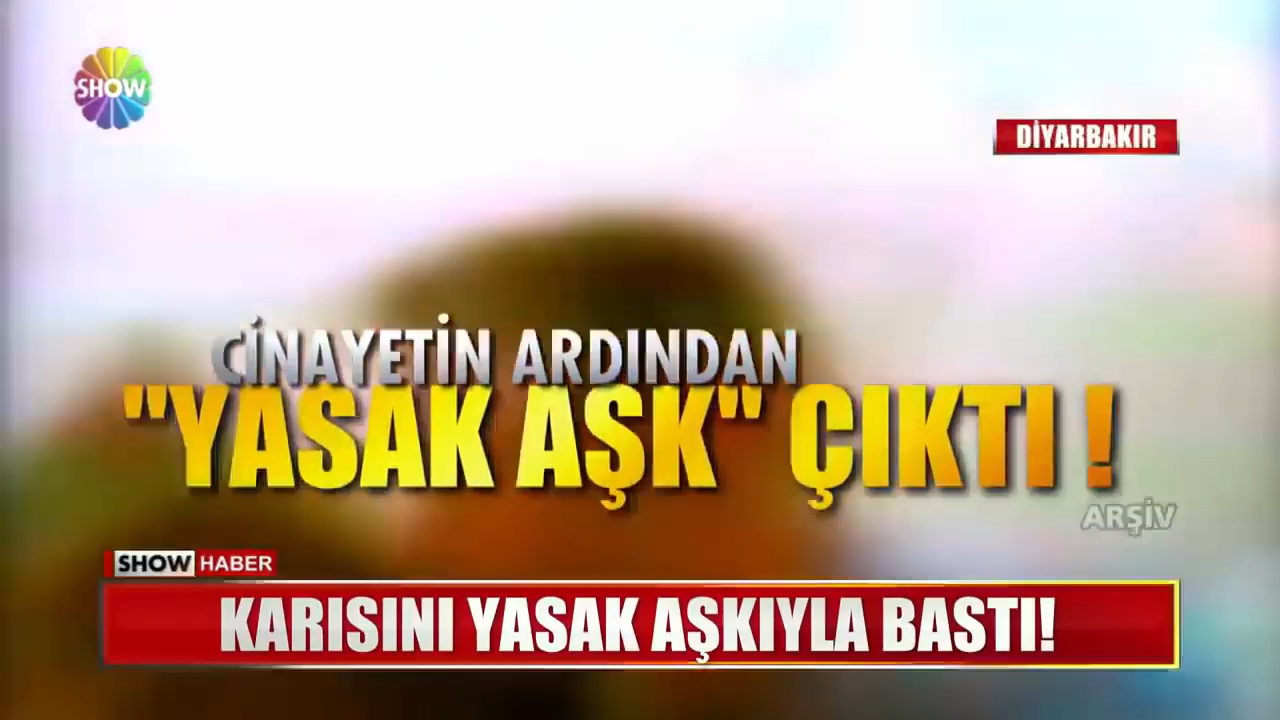 SHOW
DİYARBAKIR
CİNAYETİN ARDINDAN
"YASAK AŞK" ÇIKTI !
ARŞİV
SHOW HABER
KARISINI YASAK AŞKIYLA BASTI!